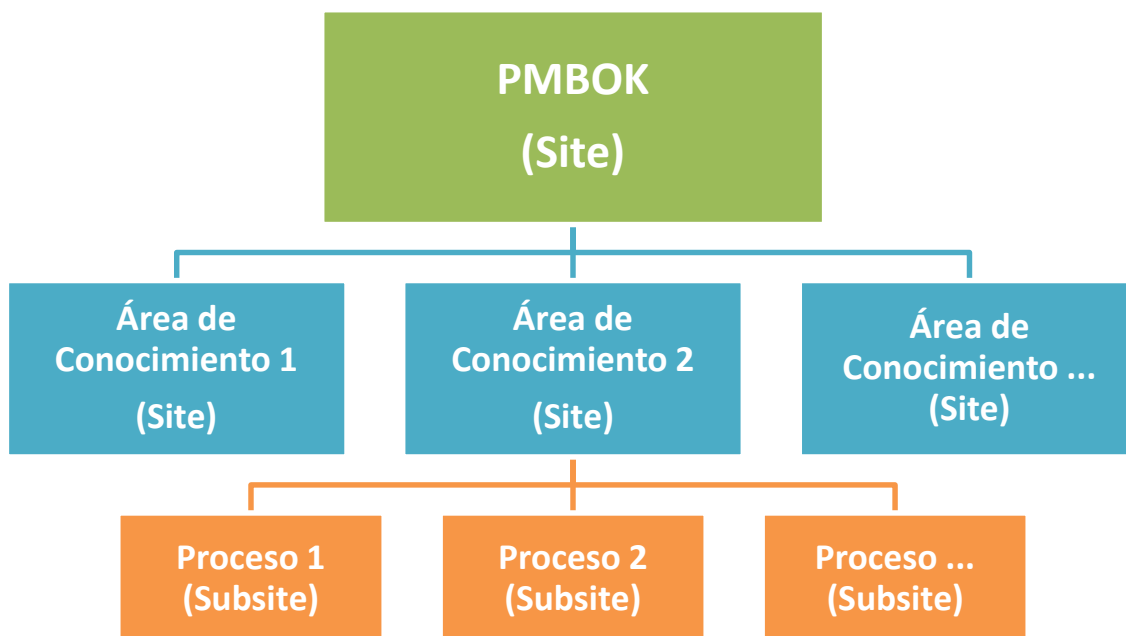 PMBOK
(Site)
Área de
Conocimiento 1
(Site)
Área de
Conocimiento 2
(Site)
Área de
Conocimiento ...
(Site)
Proceso 1
(Subsite)
Proceso 2
(Subsite)
Proceso ...
(Subsite)